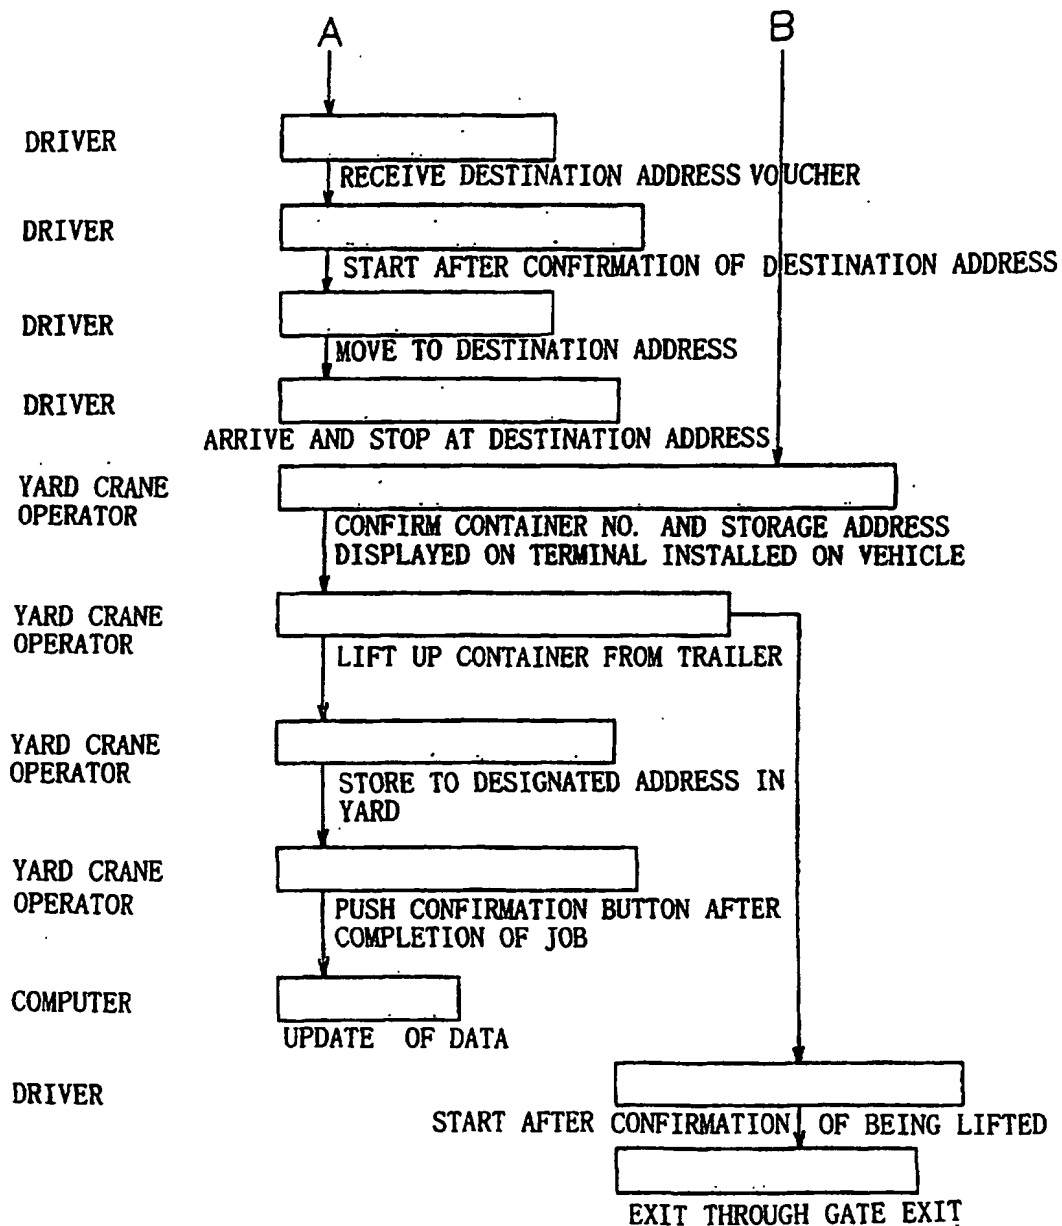 A
B
DRIVER
RECEIVE DESTINATION ADDRESS VOUCHER
DRIVER
START AFTER CONFIRMATION OF DESTINATION ADDRESS
DRIVER
MOVE TO DESTINATION ADDRESS
DRIVER
ARRIVE AND STOP AT DESTINATION ADDRESS
YARD CRANE
OPERATOR
CONFIRM CONTAINER NO. AND STORAGE ADDRESS
DISPLAYED ON TERMINAL INSTALLED ON VEHICLE
YARD CRANE
OPERATOR
LIFT UP CONTAINER FROM TRAILER
YARD CRANE
OPERATOR
STORE TO DESIGNATED ADDRESS IN
YARD
YARD CRANE
OPERATOR
PUSH CONFIRMATION BUTTON AFTER
COMPLETION OF JOB
COMPUTER
UPDATE OF DATA
DRIVER
START AFTER CONFIRMATION OF BEING LIFTED
EXIT THROUGH GATE EXIT